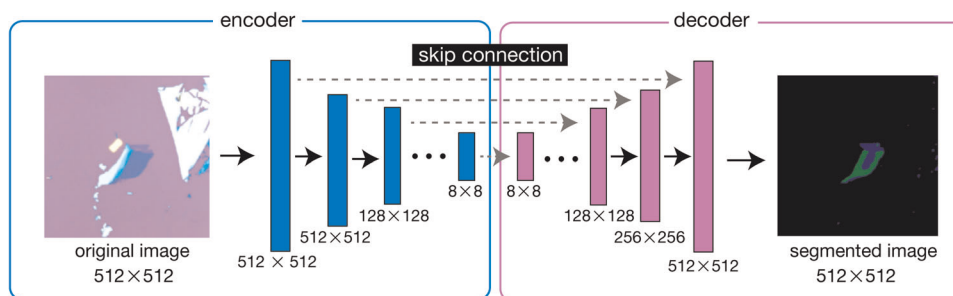 encoder
decoder
skip connection
original image
512×512
512 × 512
512×512
128×128
8×8
8×8
128×128
256×256
512×512
segmented image
512×512